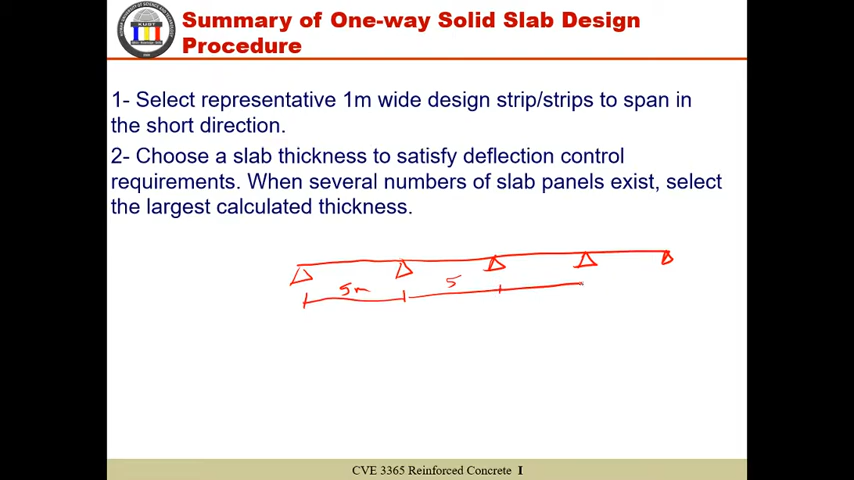 Summary of One-way Solid Slab Design
Procedure
1- Select representative 1m wide design strip/strips to span in
the short direction.
2- Choose a slab thickness to satisfy deflection control
requirements. When several numbers of slab panels exist, select
the largest calculated thickness.
5m 5
CVE 3365 Reinforced Concrete I